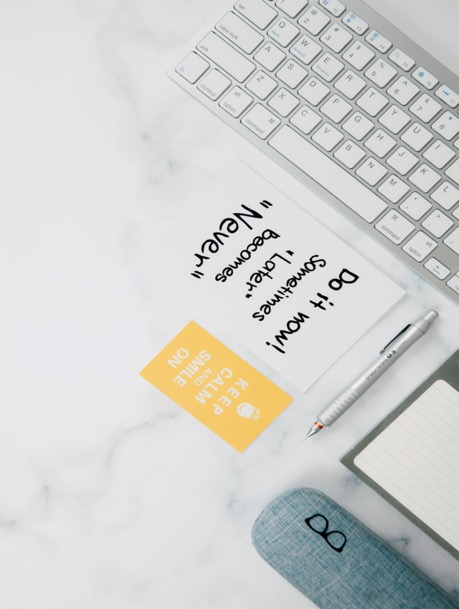 Do it now!
Sometimes
"Later"
becomes
"Never"
KEEP
CALM
AND
SMILE
ON